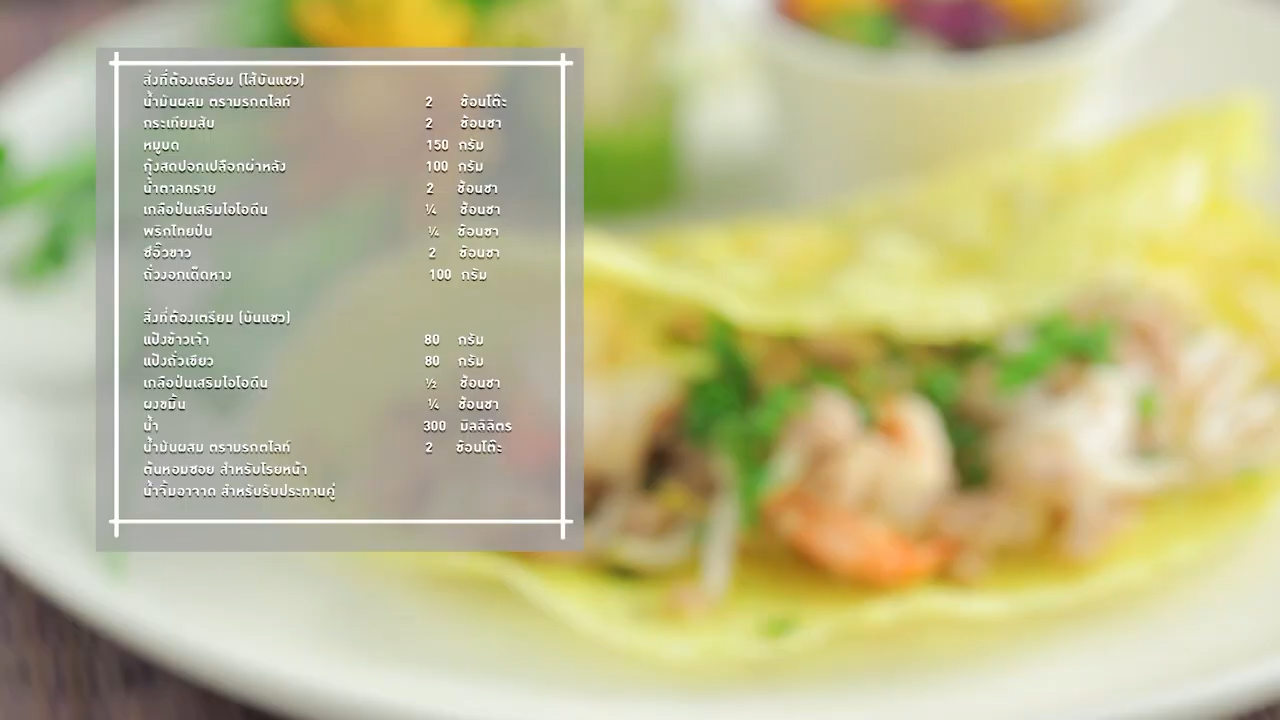 สิ่งที่ต้องเตรียม (ไส้บันแซว)
น้ำมันผสม ตรามรกตไลท์ 2 ช้อนโต๊ะ
กระเทียมสับ 2 ช้อนชา
หมูบด 150 กรัม
กุ้งสดปอกเปลือกผ่าหลัง 100 กรัม
น้ำตาลทราย 2 ช้อนชา
เกลือป่นเสริมไอโอดีน ¼ ช้อนชา
พริกไทยป่น ¼ ช้อนชา
ซีอิ๊วขาว 2 ช้อนชา
ถั่วงอกเด็ดหาง 100 กรัม
สิ่งที่ต้องเตรียม (บันแซว)
แป้งข้าวเจ้า 80 กรัม
แป้งถั่วเขียว 80 กรัม
เกลือป่นเสริมไอโอดีน ½ ช้อนชา
ผงขมิ้น ¼ ช้อนชา
น้ำ 300 มิลลิลิตร
น้ำมันผสม ตรามรกตไลท์ 2 ช้อนโต๊ะ
ต้นหอมซอย สำหรับโรยหน้า
น้ำจิ้มอาจาด สำหรับรับประทานคู่